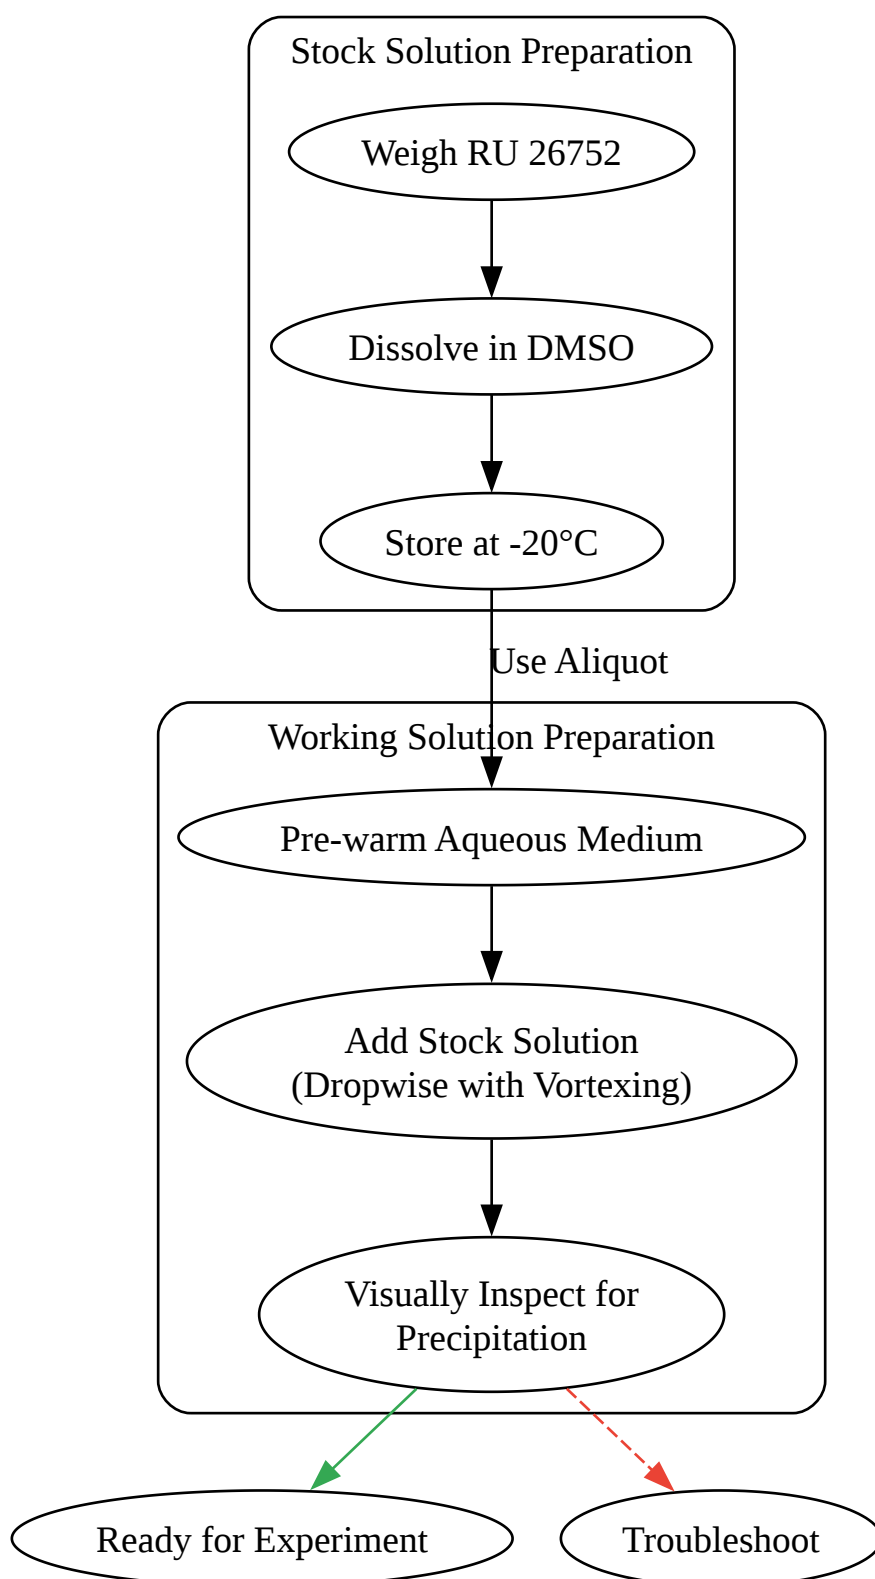 Stock Solution Preparation
Weigh RU 26752
Dissolve in DMSO
Store at -20°C
Use Aliquot
Working Solution Preparation
Pre-warm Aqueous Medium
Add Stock Solution
(Dropwise with Vortexing)
Visually Inspect for
Precipitation
Ready for Experiment
Troubleshoot